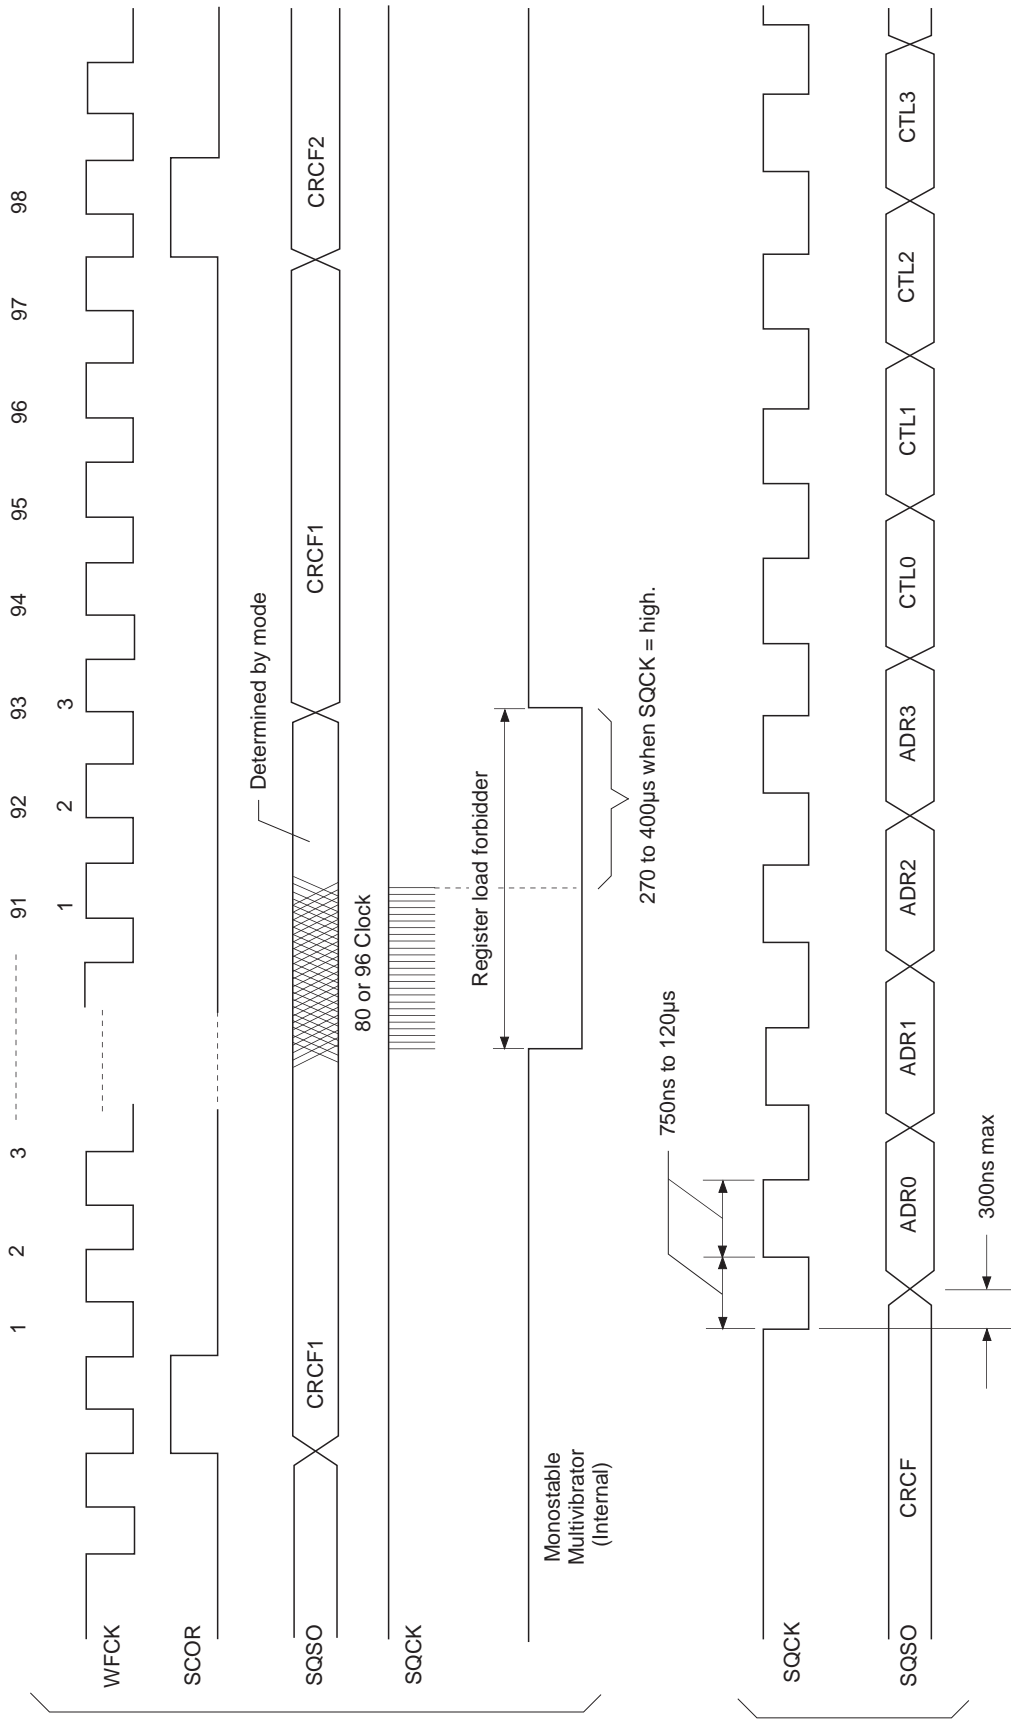 1 2 3 91 92 93 94 95 96 97 98
1 2 3
WFCK
SCOR
Determined by mode
SQSO CRCF1 CRCF1 CRCF2
80 or 96 Clock
SQCK
Register load forbidder
Monostable
Multivibrator
(Internal)
270 to 400µs when SQCK = high.
750ns to 120µs
SQCK
SQSO CRCF ADR0 ADR1 ADR2 ADR3 CTL0 CTL1 CTL2 CTL3
300ns max